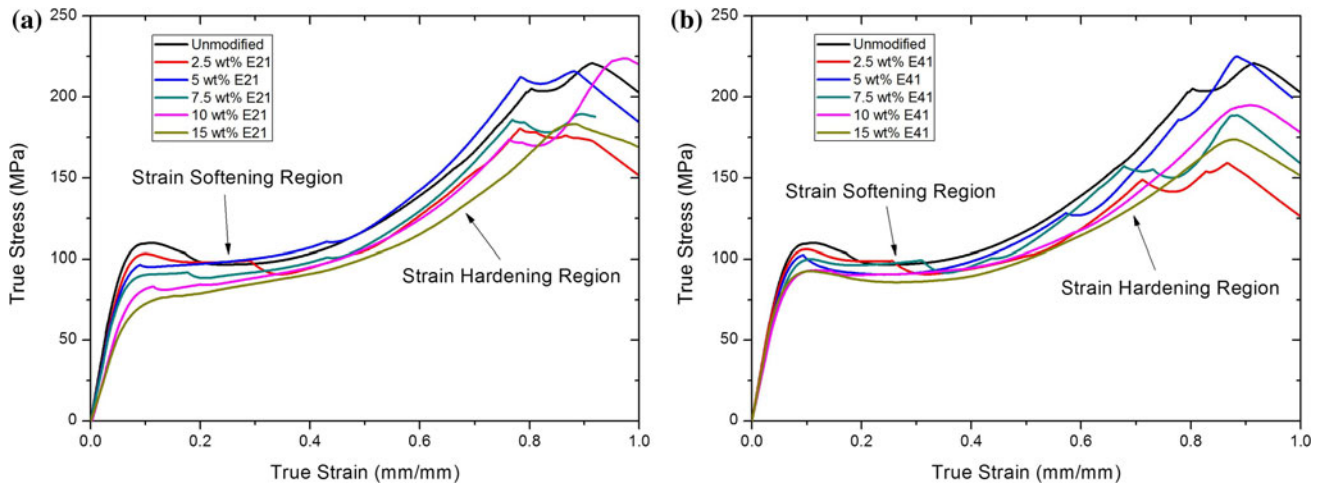 (a)
250
200
150
100
50
0
True Stress (MPa)
Unmodified
2.5 wt% E21
5 wt% E21
7.5 wt% E21
10 wt% E21
15 wt% E21
Strain Softening Region
Strain Hardening Region
0.0 0.2 0.4 0.6 0.8 1.0
True Strain (mm/mm)
(b)
250
200
150
100
50
0
True Stress (MPa)
Unmodified
2.5 wt% E41
5 wt% E41
7.5 wt% E41
10 wt% E41
15 wt% E41
Strain Softening Region
Strain Hardening Region
0.0 0.2 0.4 0.6 0.8 1.0
True Strain (mm/mm)